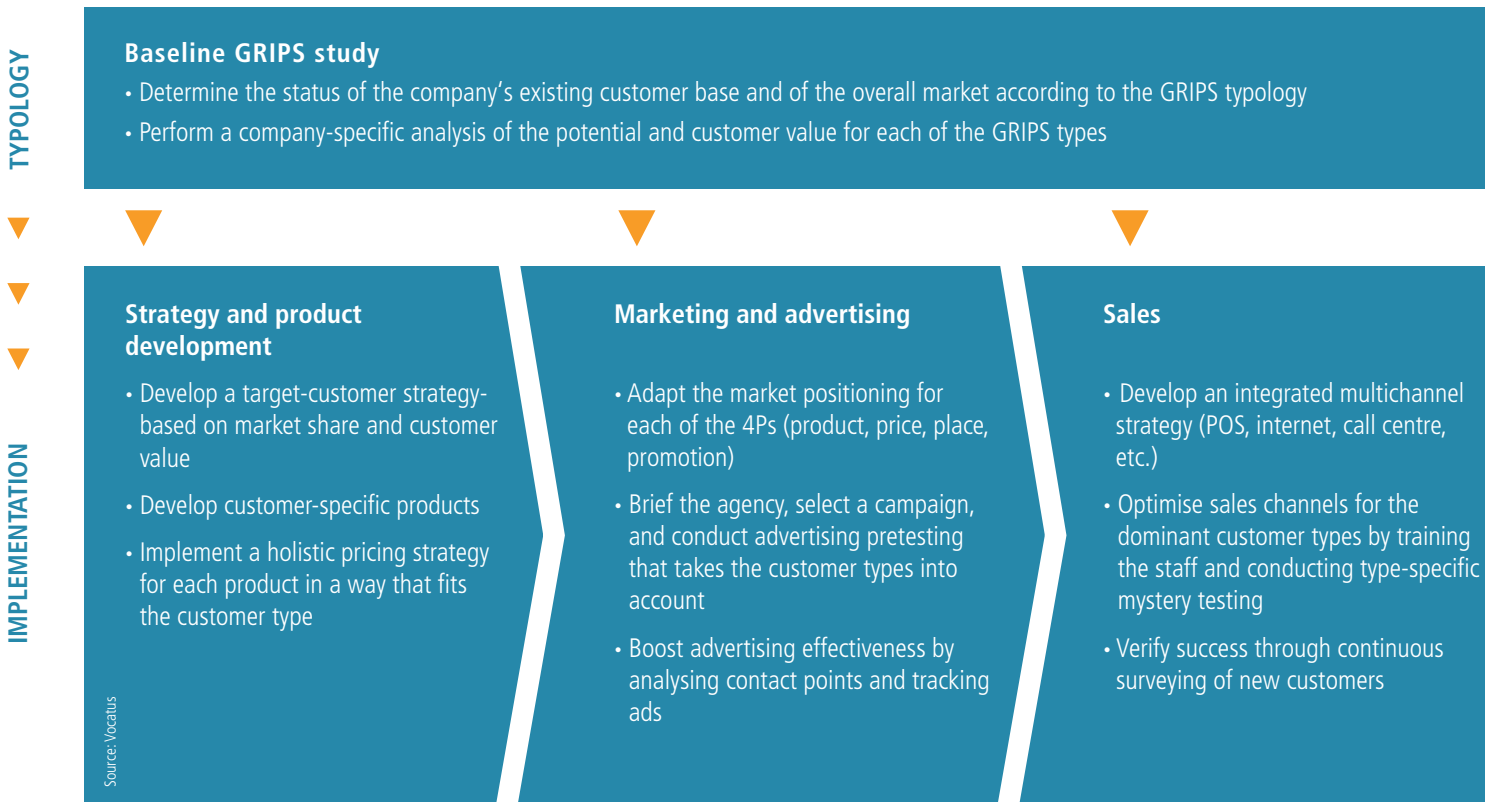 TYPOLOGY
Baseline GRIPS study
• Determine the status of the company’s existing customer base and of the overall market according to the GRIPS typology
• Perform a company-specific analysis of the potential and customer value for each of the GRIPS types
IMPLEMENTATION
Strategy and product
development
• Develop a target-customer strategy-
based on market share and customer
value
• Develop customer-specific products
• Implement a holistic pricing strategy
for each product in a way that fits
the customer type
Source: Vocatus
Marketing and advertising
• Adapt the market positioning for
each of the 4Ps (product, price, place,
promotion)
• Brief the agency, select a campaign,
and conduct advertising pretesting
that takes the customer types into
account
• Boost advertising effectiveness by
analysing contact points and tracking
ads
Sales
• Develop an integrated multichannel
strategy (POS, internet, call centre,
etc.)
• Optimise sales channels for the
dominant customer types by training
the staff and conducting type-specific
mystery testing
• Verify success through continuous
surveying of new customers